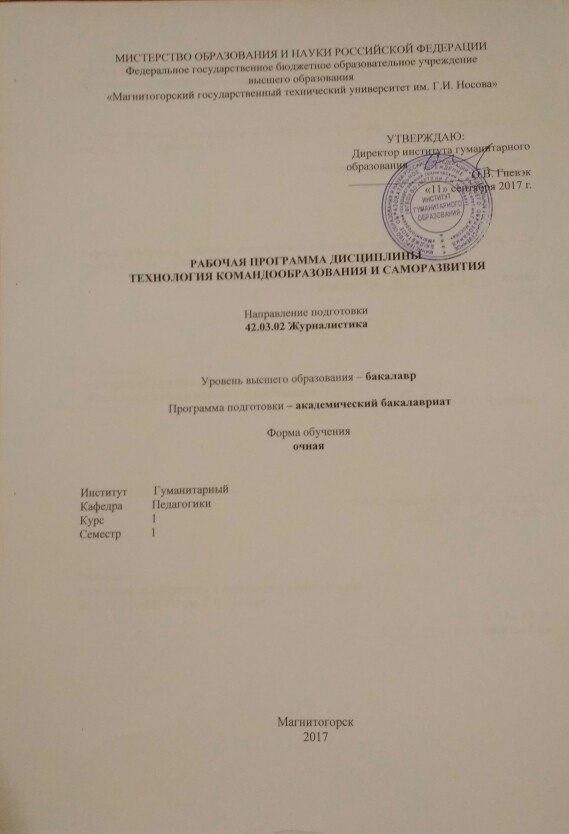 МИСТЕРСТВО ОБРАЗОВАНИЯ И НАУКИ РОССИЙСКОЙ ФЕДЕРАЦИИ
Федеральное государственное бюджетное образовательное учреждение
высшего образования
«Магнитогорский государственный технический университет им. Г.И. Носова»
УТВЕРЖДАЮ:
Директор института гуманитарного
образования
О.В. Гневэк
«11» сентября 2017 г.
ИНСТИТУТ
ГУМАНИТАРНОГО
ОБРАЗОВАНИЯ
РАБОЧАЯ ПРОГРАММА ДИСЦИПЛИНЫ
ТЕХНОЛОГИЯ КОМАНДООБРАЗОВАНИЯ И САМОРАЗВИТИЯ
Направление подготовки
42.03.02 Журналистика
Уровень высшего образования – бакалавр
Программа подготовки – академический бакалавриат
Форма обучения
очная
Институт Гуманитарный
Кафедра Педагогики
Курс 1
Семестр 1
Магнитогорск
2017